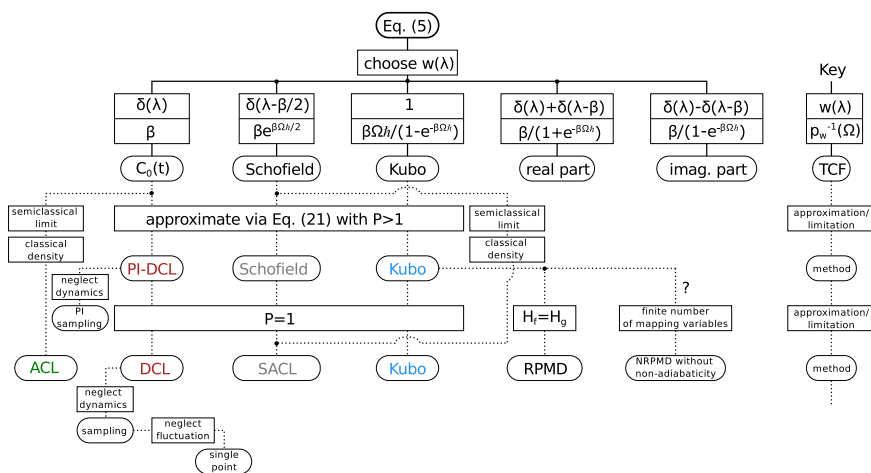 Eq. (5)
choose w(λ)
Key
δ(λ)
β
δ(λ-β/2)
βe^βΩℏ/2
1
βΩℏ/(1-e^-βΩℏ)
δ(λ)+δ(λ-β)
β/(1+e^-βΩℏ)
δ(λ)-δ(λ-β)
β/(1-e^-βΩℏ)
w(λ)
p_w^-1(Ω)
C₀(t)
Schofield
Kubo
real part
imag. part
TCF
semiclassical
limit
classical
density
approximate via Eq. (21) with P>1
semiclassical
limit
classical
density
approximation/
limitation
PI-DCL
Schofield
Kubo
method
neglect
dynamics
PI
sampling
?
P=1
H_f=H_g
finite number
of mapping variables
approximation/
limitation
ACL
DCL
SACL
Kubo
RPMD
NRPMD without
non-adiabaticity
method
neglect
dynamics
sampling
neglect
fluctuation
single
point